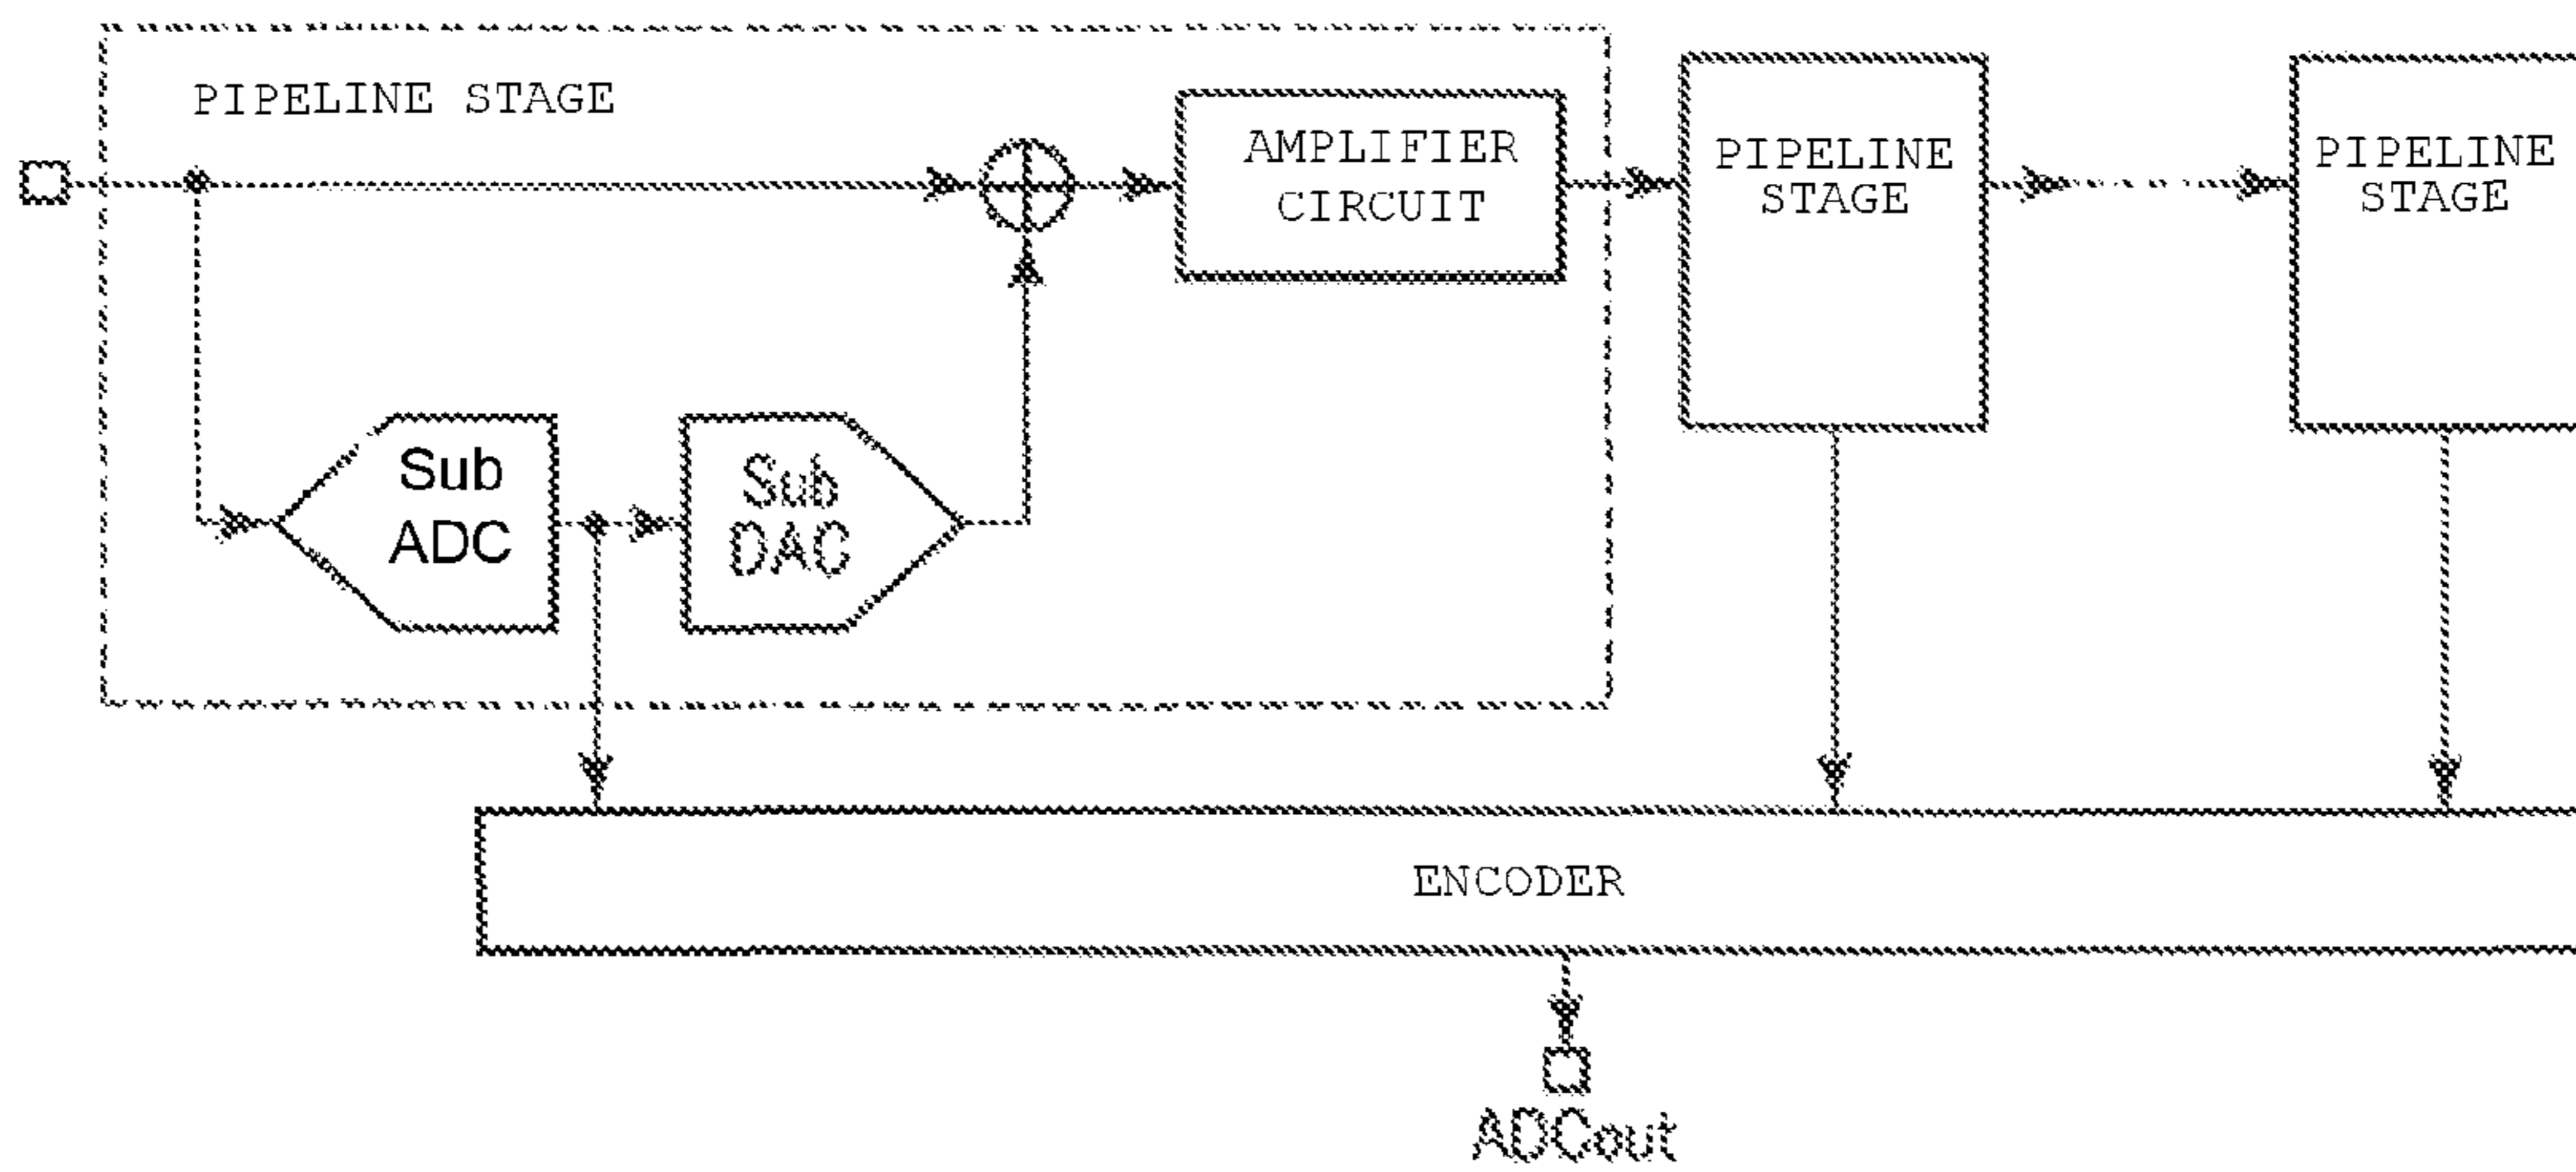 PIPELINE STAGE
AMPLIFIER
CIRCUIT
PIPELINE
STAGE
PIPELINE
STAGE
Sub
ADC
Sub
DAC
ENCODER
ADCout